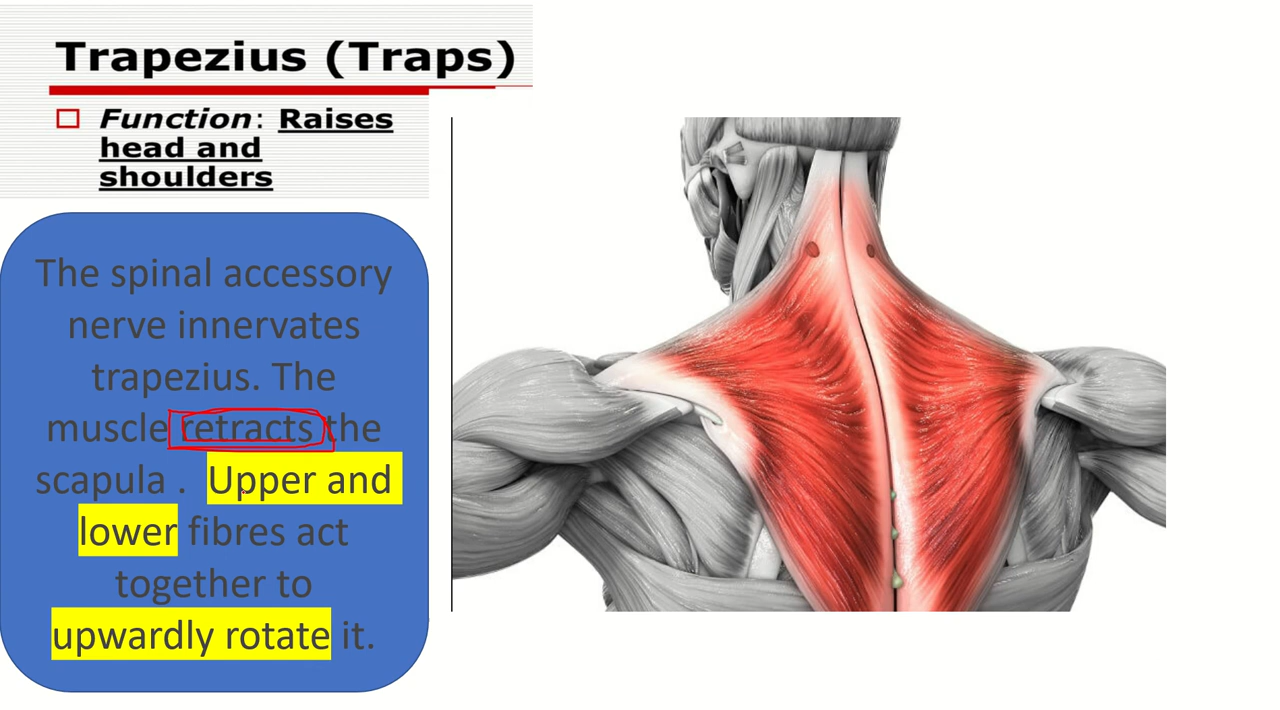 Trapezius (Traps)
Function: Raises
head and
shoulders
The spinal accessory
nerve innervates
trapezius. The
muscle retracts the
scapula . Upper and
lower fibres act
together to
upwardly rotate it.